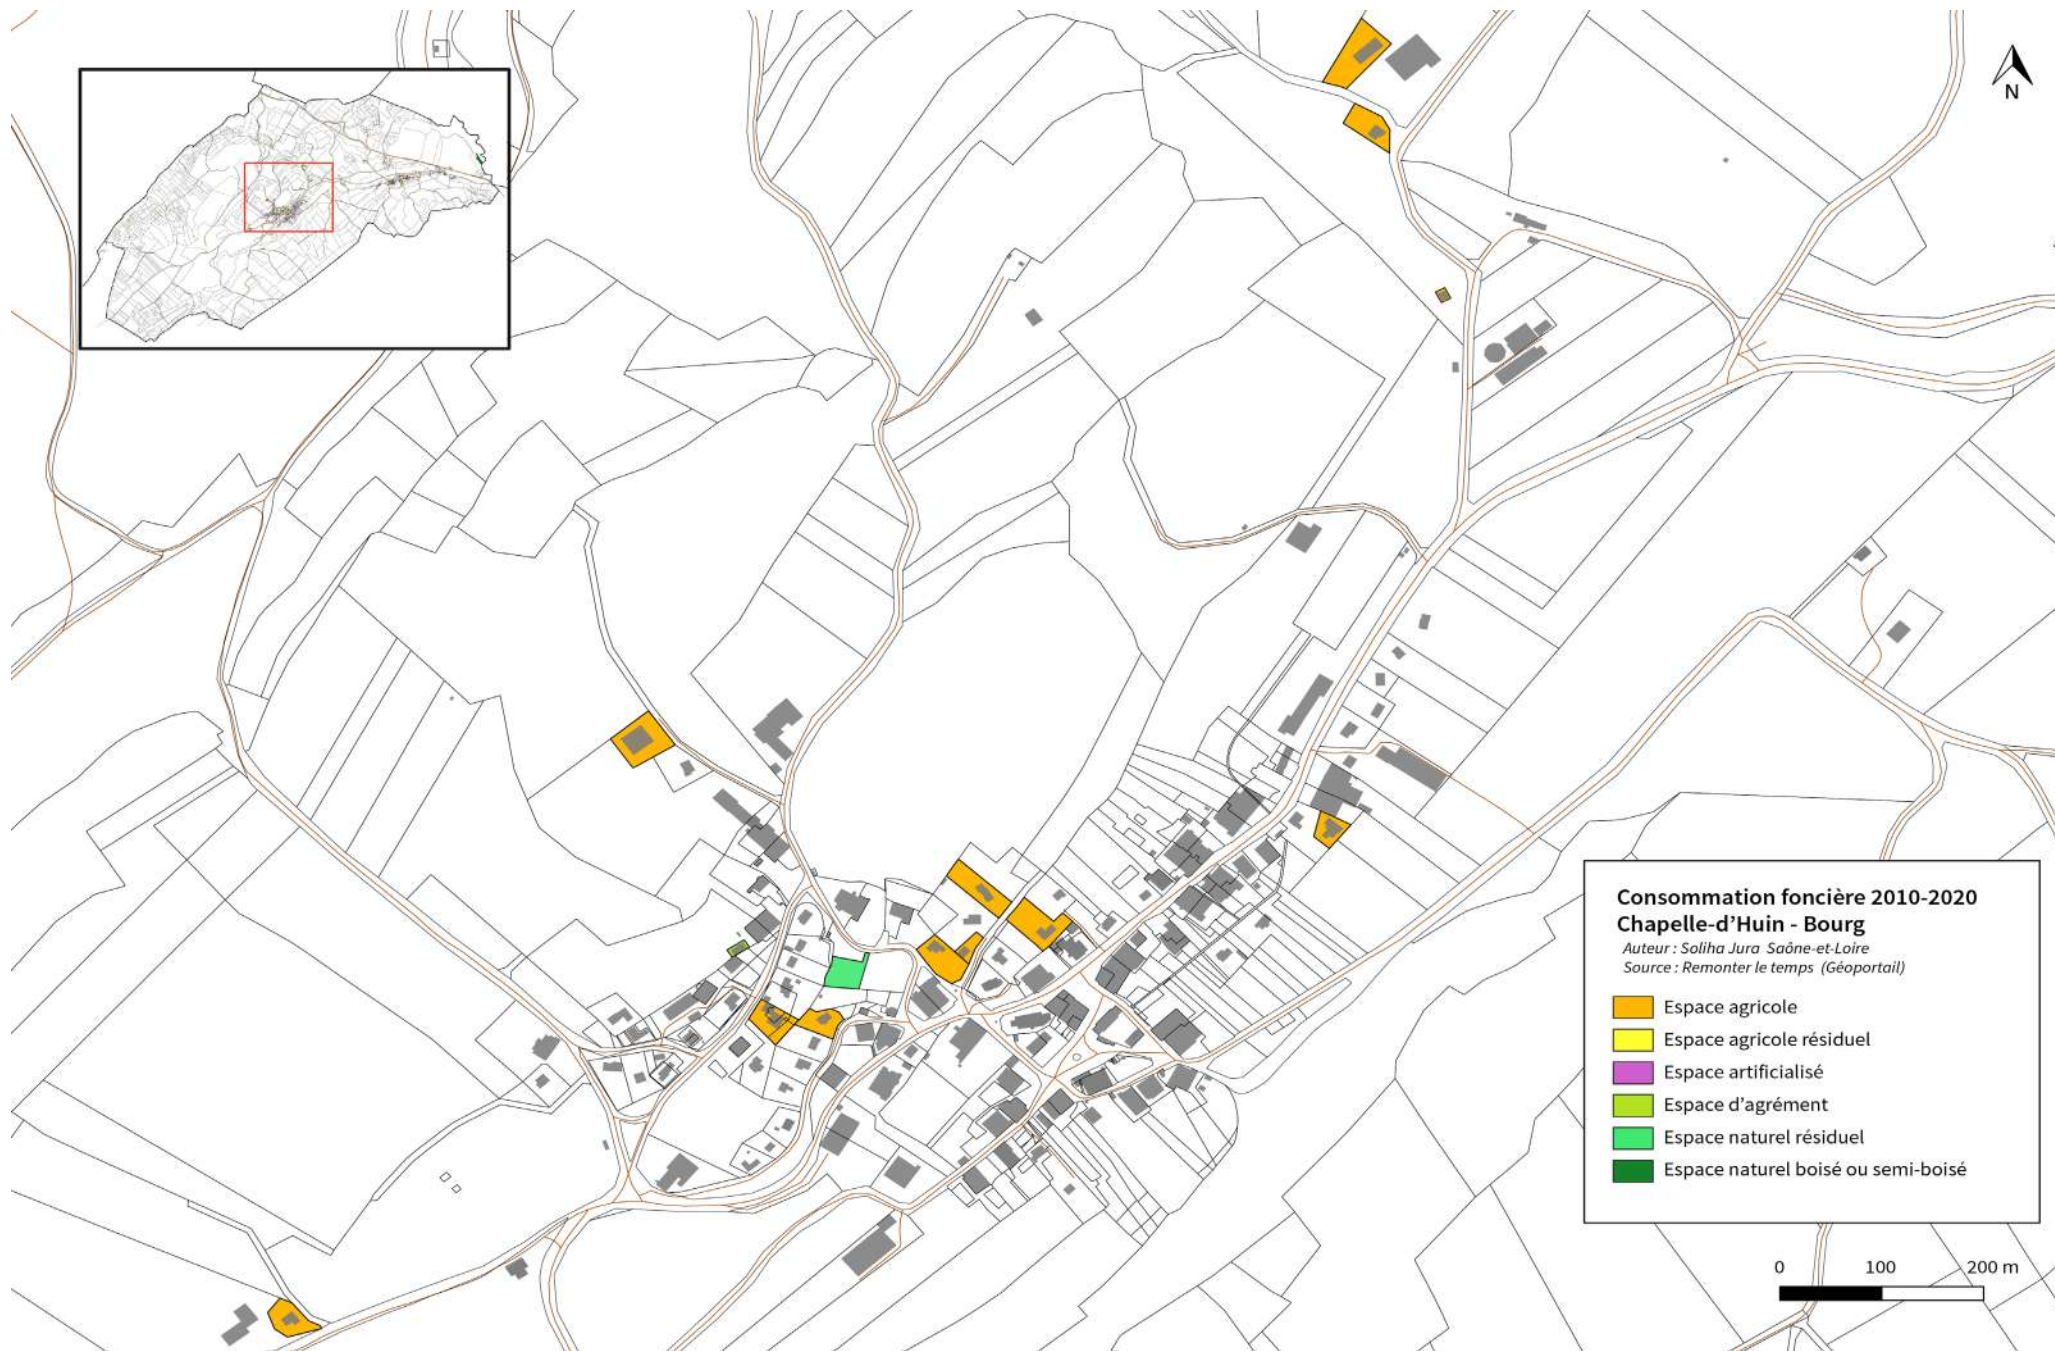 N
Consommation foncière 2010-2020
Chapelle-d'Huin - Bourg
Auteur : Soliha Jura Saône-et-Loire
Source : Remonter le temps (Géoportail)
Espace agricole
Espace agricole résiduel
Espace artificialisé
Espace d'agrément
Espace naturel résiduel
Espace naturel boisé ou semi-boisé
0 100 200 m